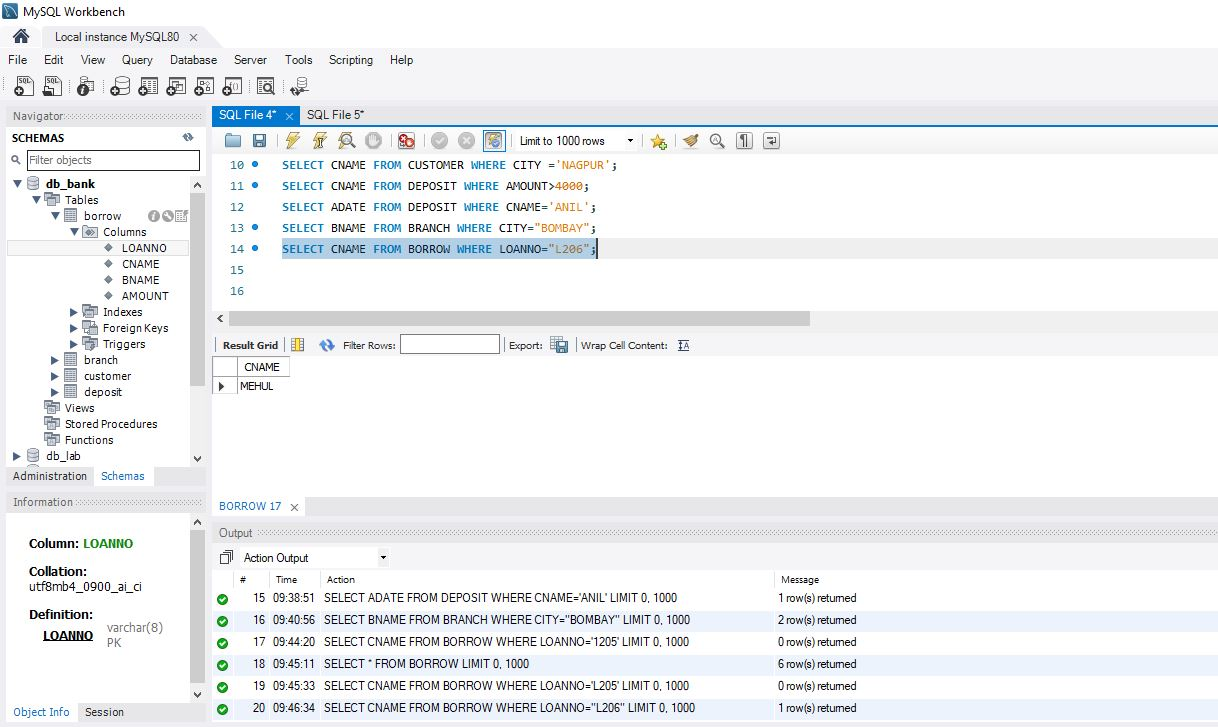 MySQL Workbench
Local instance MySQL80
File Edit View Query Database Server Tools Scripting Help
Navigator
SCHEMAS
Filter objects
db_bank
Tables
borrow
Columns
LOANNO
CNAME
BNAME
AMOUNT
Indexes
Foreign Keys
Triggers
branch
customer
deposit
Views
Stored Procedures
Functions
db_lab
Administration Schemas
Information
Column: LOANNO
Collation:
utf8mb4_0900_ai_ci
Definition:
LOANNO varchar(8)
PK
Object Info Session
SQL File 4* SQL File 5*
Limit to 1000 rows
10 SELECT CNAME FROM CUSTOMER WHERE CITY ='NAGPUR';
11 SELECT CNAME FROM DEPOSIT WHERE AMOUNT>4000;
12 SELECT ADATE FROM DEPOSIT WHERE CNAME='ANIL';
13 SELECT BNAME FROM BRANCH WHERE CITY="BOMBAY";
14 SELECT CNAME FROM BORROW WHERE LOANNO="L206";
15
16
Result Grid Filter Rows: Export: Wrap Cell Content:
CNAME
MEHUL
BORROW 17
Output
Action Output
# Time Action Message
15 09:38:51 SELECT ADATE FROM DEPOSIT WHERE CNAME='ANIL' LIMIT 0, 1000 1 row(s) returned
16 09:40:56 SELECT BNAME FROM BRANCH WHERE CITY="BOMBAY" LIMIT 0, 1000 2 row(s) returned
17 09:44:20 SELECT CNAME FROM BORROW WHERE LOANNO='1205' LIMIT 0, 1000 0 row(s) returned
18 09:45:11 SELECT * FROM BORROW LIMIT 0, 1000 6 row(s) returned
19 09:45:33 SELECT CNAME FROM BORROW WHERE LOANNO='L205' LIMIT 0, 1000 0 row(s) returned
20 09:46:34 SELECT CNAME FROM BORROW WHERE LOANNO="L206" LIMIT 0, 1000 1 row(s) returned